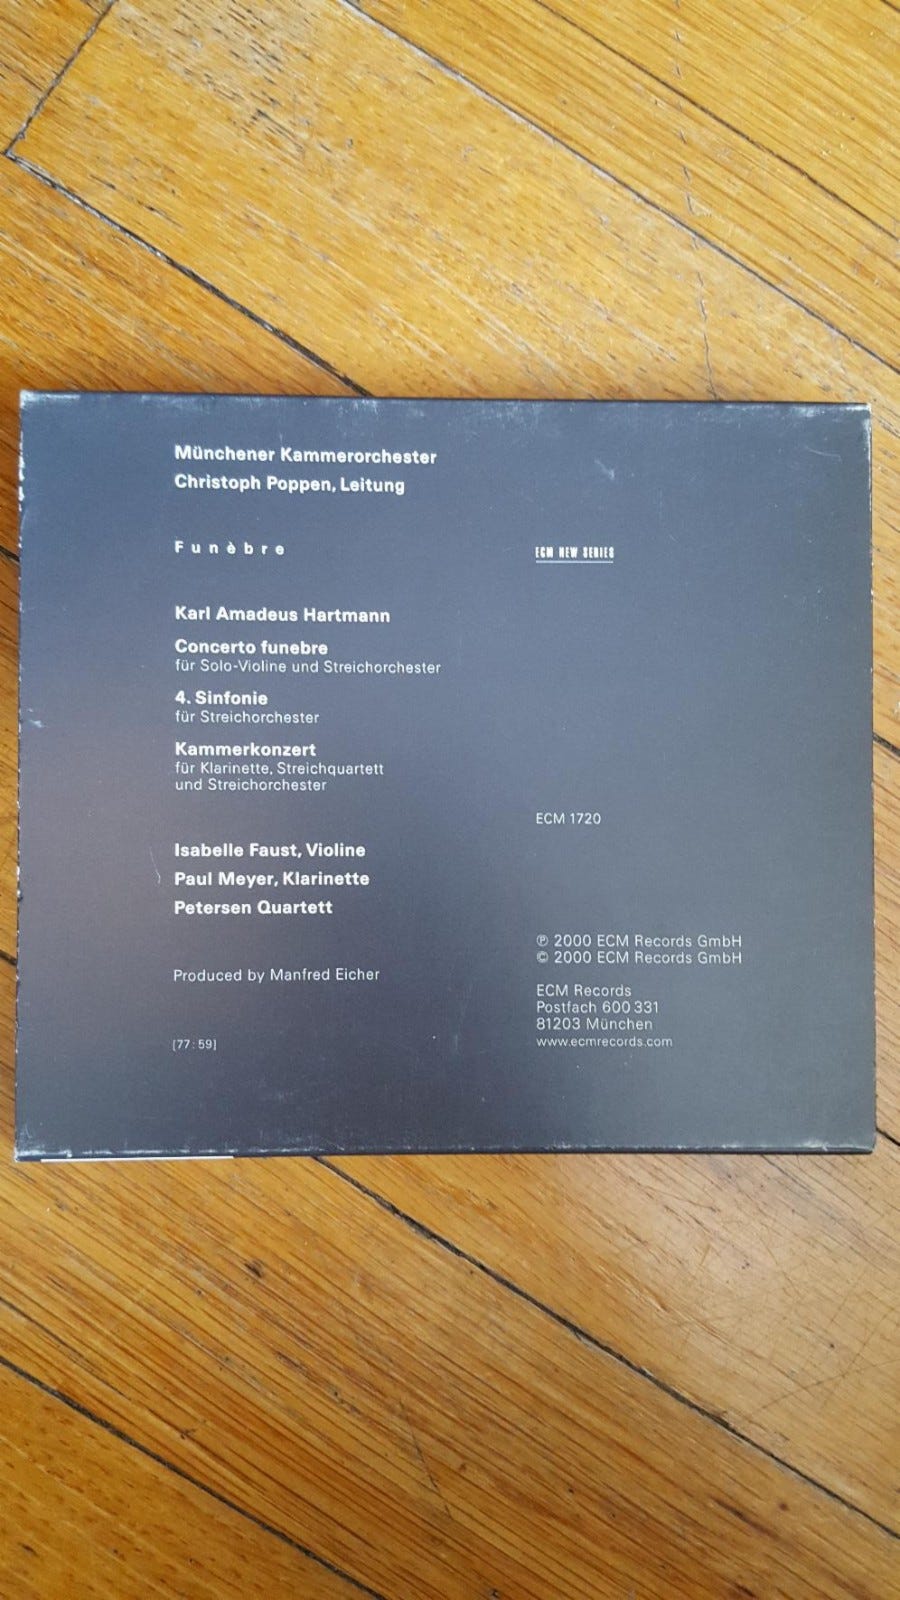 Münchener Kammerorchester
Christoph Poppen, Leitung
Funèbre
ECM NEW SERIES
Karl Amadeus Hartmann
Concerto funebre
für Solo-Violine und Streichorchester
4. Sinfonie
für Streichorchester
Kammerkonzert
für Klarinette, Streichquartett
und Streichorchester
ECM 1720
Isabelle Faust, Violine
Paul Meyer, Klarinette
Petersen Quartett
Produced by Manfred Eicher
[77:59]
℗ 2000 ECM Records GmbH
© 2000 ECM Records GmbH
ECM Records
Postfach 600 331
81203 München
www.ecmrecords.com